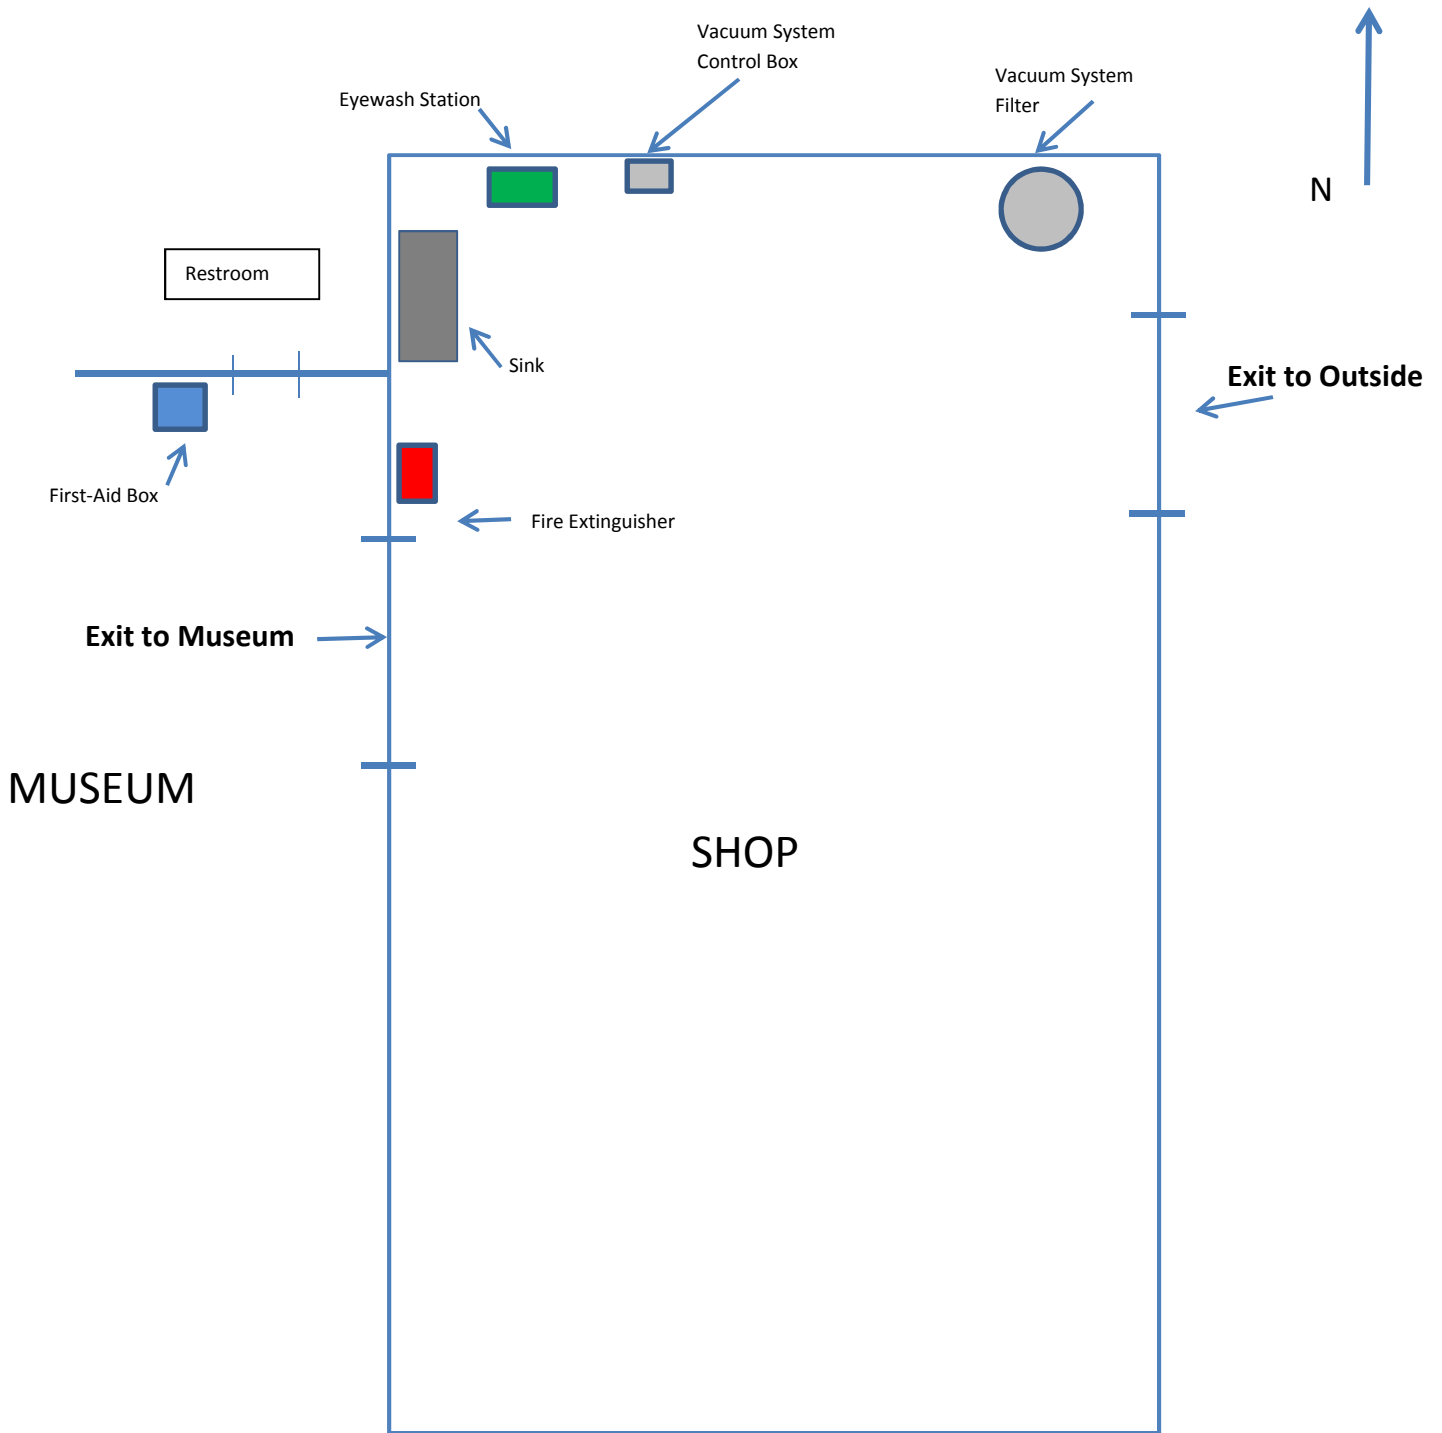 Vacuum System
Control Box
Vacuum System
Filter
Eyewash Station
N
Restroom
Sink
Exit to Outside
First-Aid Box
Fire Extinguisher
Exit to Museum
MUSEUM
SHOP